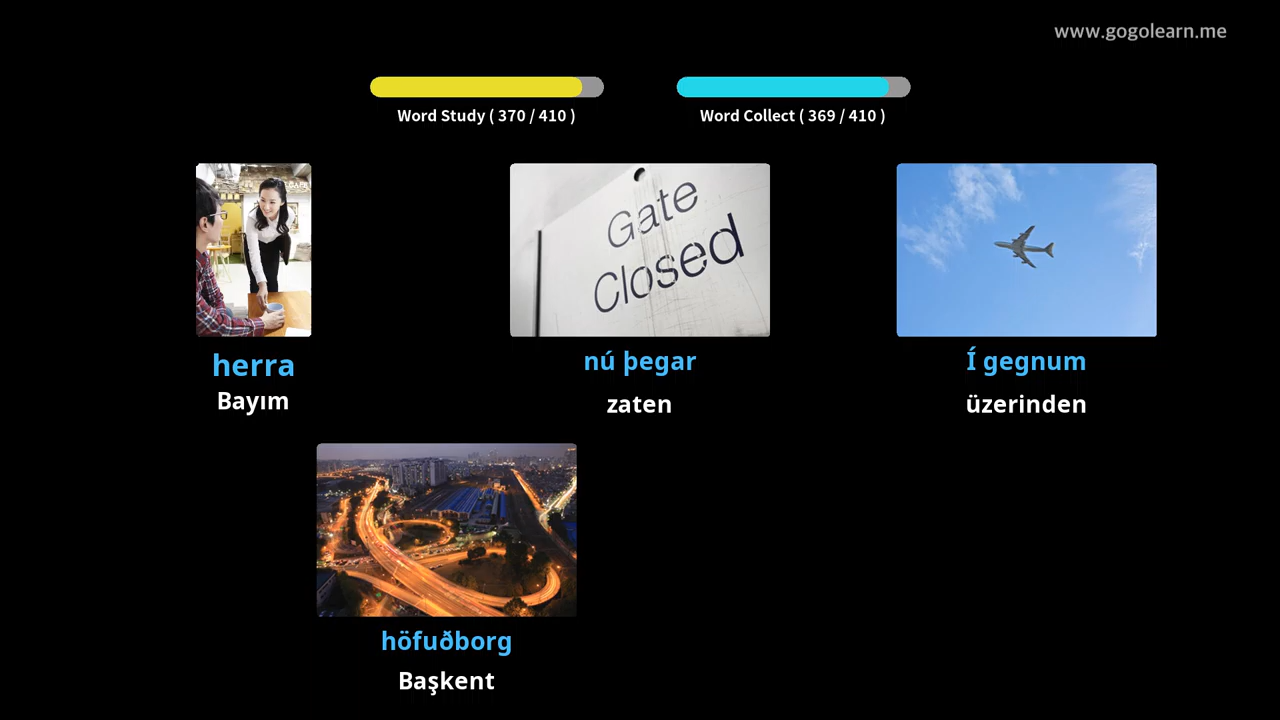 www.gogolearn.me
Word Study ( 370 / 410 )
Word Collect ( 369 / 410 )
Gate
Closed
herra
Bayım
nú þegar
zaten
Í gegnum
üzerinden
höfuðborg
Başkent